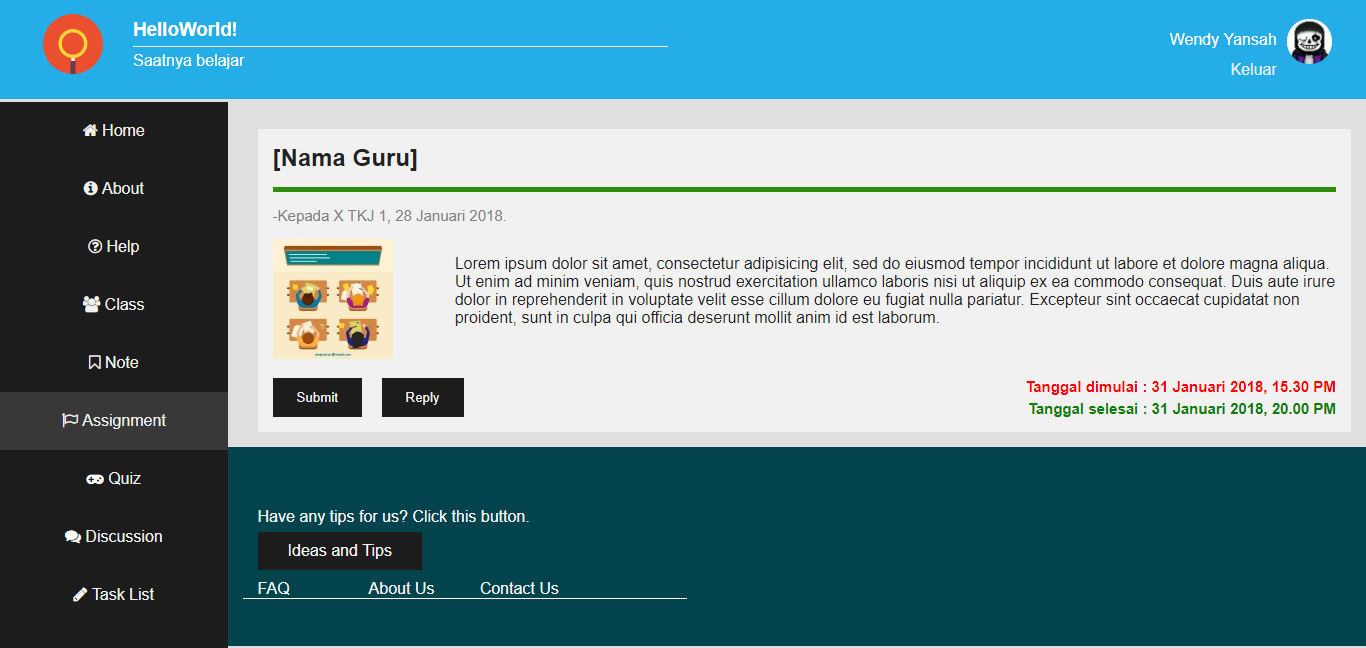 HelloWorld!
Saatnya belajar
Wendy Yansah
Keluar
Home
About
Help
Class
Note
Assignment
Quiz
Discussion
Task List
[Nama Guru]
-Kepada X TKJ 1, 28 Januari 2018.
Lorem ipsum dolor sit amet, consectetur adipisicing elit, sed do eiusmod tempor incididunt ut labore et dolore magna aliqua.
Ut enim ad minim veniam, quis nostrud exercitation ullamco laboris nisi ut aliquip ex ea commodo consequat. Duis aute irure
dolor in reprehenderit in voluptate velit esse cillum dolore eu fugiat nulla pariatur. Excepteur sint occaecat cupidatat non
proident, sunt in culpa qui officia deserunt mollit anim id est laborum.
Submit
Reply
Tanggal dimulai : 31 Januari 2018, 15.30 PM
Tanggal selesai : 31 Januari 2018, 20.00 PM
Have any tips for us? Click this button.
Ideas and Tips
FAQ
About Us
Contact Us